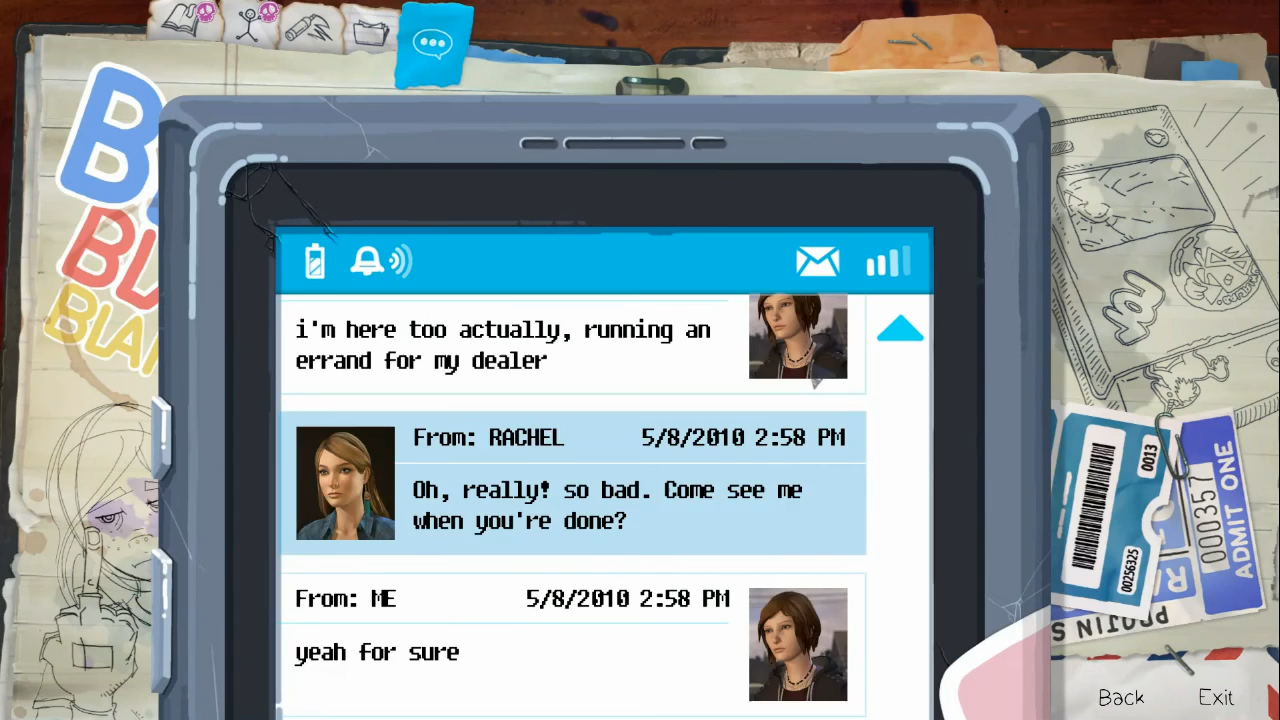 i'm here too actually, running an
errand for my dealer
From: RACHEL 5/8/2010 2:58 PM
Oh, really! so bad. Come see me
when you're done?
From: ME 5/8/2010 2:58 PM
yeah for sure
0013
00256325
000357
ADMIT ONE
Back Exit